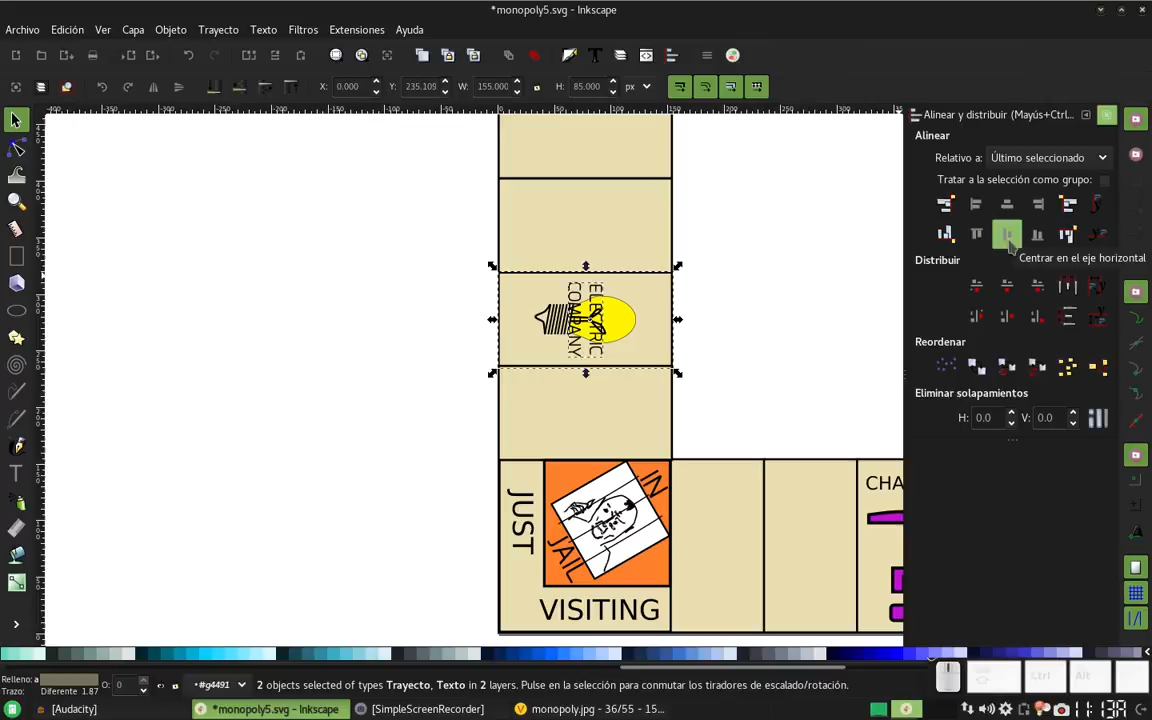 *monopoly5.svg - Inkscape
Archivo Edición Ver Capa Objeto Trayecto Texto Filtros Extensiones Ayuda
X: 0.000 Y: 235.109 W: 155.000 H: 85.000 px
Alinear y distribuir (Mayús+Ctrl...
Alinear
Relativo a: Último seleccionado
Tratar a la selección como grupo:
Centrar en el eje horizontal
Distribuir
Reordenar
Eliminar solapamientos
H: 0.0 V: 0.0
ELECTRIC
COMPANY
JUST
IN
JAIL
VISITING
CHA
Relleno: a
Trazo: Diferente 1.87
O: 0
#g4491
2 objects selected of types Trayecto, Texto in 2 layers. Pulse en la selección para conmutar los tiradores de escalado/rotación.
Ctrl Alt
[Audacity] *monopoly5.svg - Inkscape [SimpleScreenRecorder] monopoly.jpg - 36/55 - 15...